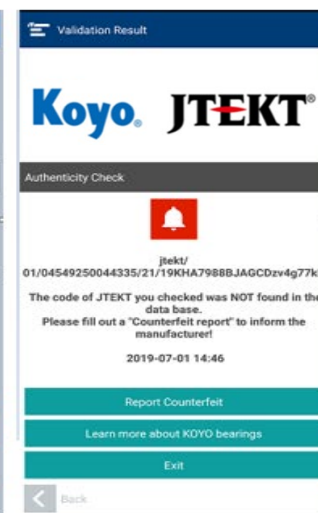 Validation Result
Koyo. JTEKT®
Authenticity Check
jtekt/
01/04549250044335/21/19KHA7988BJAGCDzv4g77k
The code of JTEKT you checked was NOT found in the
data base.
Please fill out a "Counterfeit report" to inform the
manufacturer!
2019-07-01 14:46
Report Counterfeit
Learn more about KOYO bearings
Exit
Back